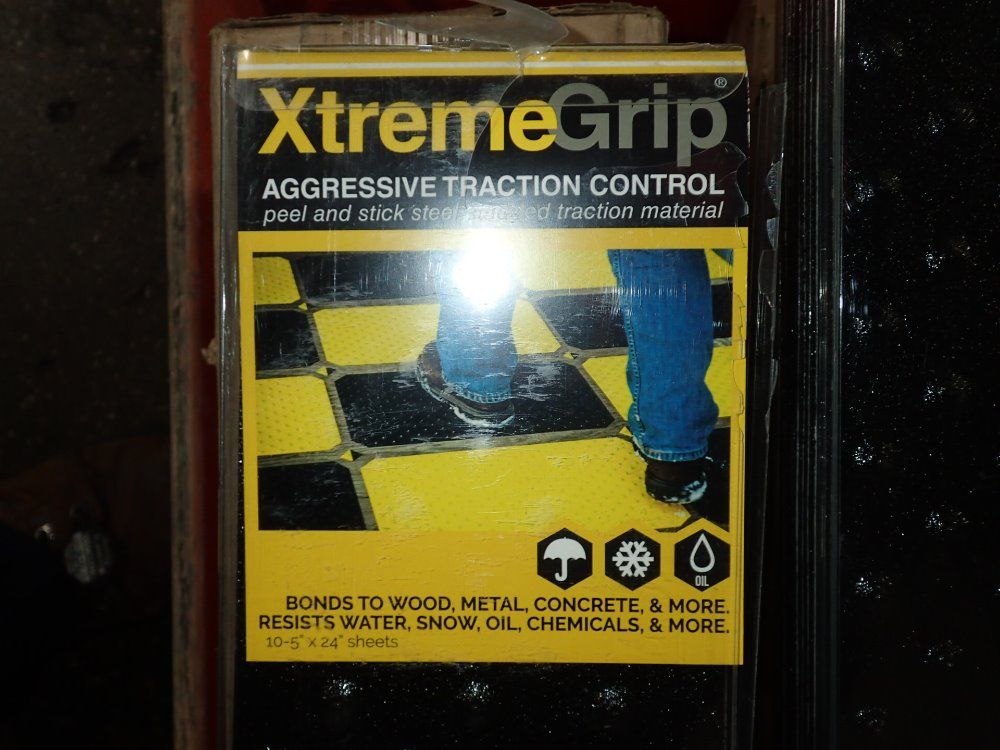 XtremeGrip®
AGGRESSIVE TRACTION CONTROL
peel and stick steel traction material
OIL
BONDS TO WOOD, METAL, CONCRETE, & MORE.
RESISTS WATER, SNOW, OIL, CHEMICALS, & MORE.
10-5" x 24" sheets